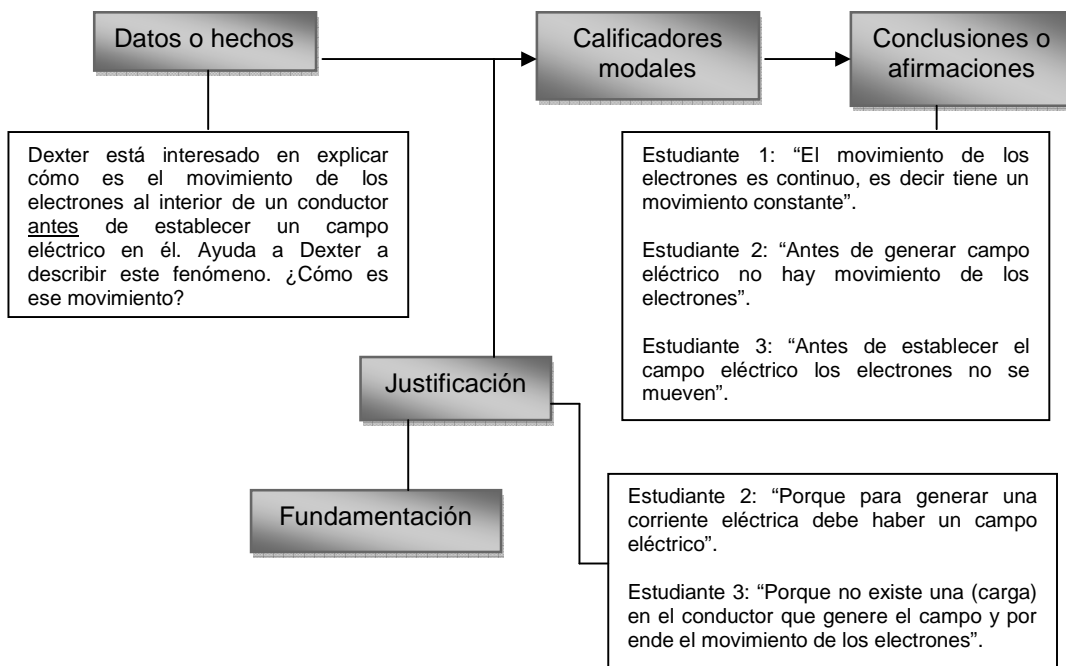 Datos o hechos
Calificadores
modales
Conclusiones o
afirmaciones
Dexter está interesado en explicar
cómo es el movimiento de los
electrones al interior de un conductor
antes de establecer un campo
eléctrico en él. Ayuda a Dexter a
describir este fenómeno. ¿Cómo es
ese movimiento?
Estudiante 1: “El movimiento de los
electrones es continuo, es decir tiene un
movimiento constante”.
Estudiante 2: “Antes de generar campo
eléctrico no hay movimiento de los
electrones”.
Estudiante 3: “Antes de establecer el
campo eléctrico los electrones no se
mueven”.
Justificación
Fundamentación
Estudiante 2: “Porque para generar una
corriente eléctrica debe haber un campo
eléctrico”.
Estudiante 3: “Porque no existe una (carga)
en el conductor que genere el campo y por
ende el movimiento de los electrones”.